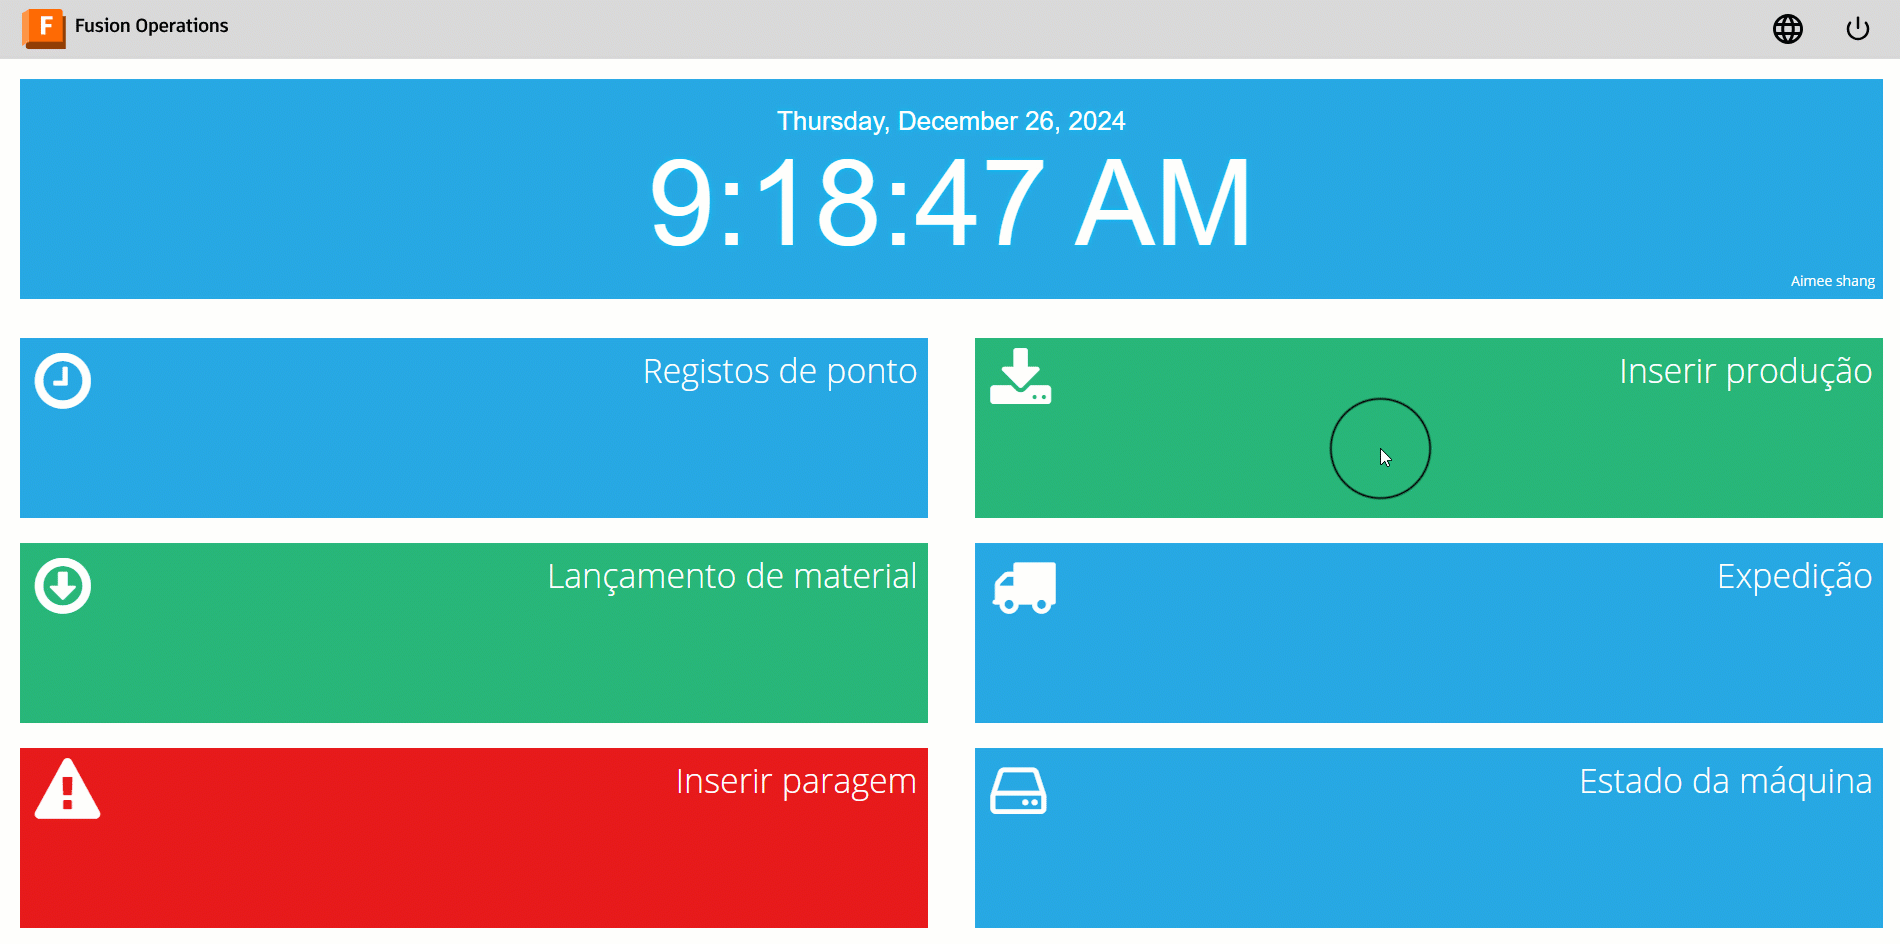 F Fusion Operations
Thursday, December 26, 2024
9:18:47 AM
Aimee shang
Registos de ponto
Inserir produção
Lançamento de material
Expedição
Inserir paragem
Estado da máquina